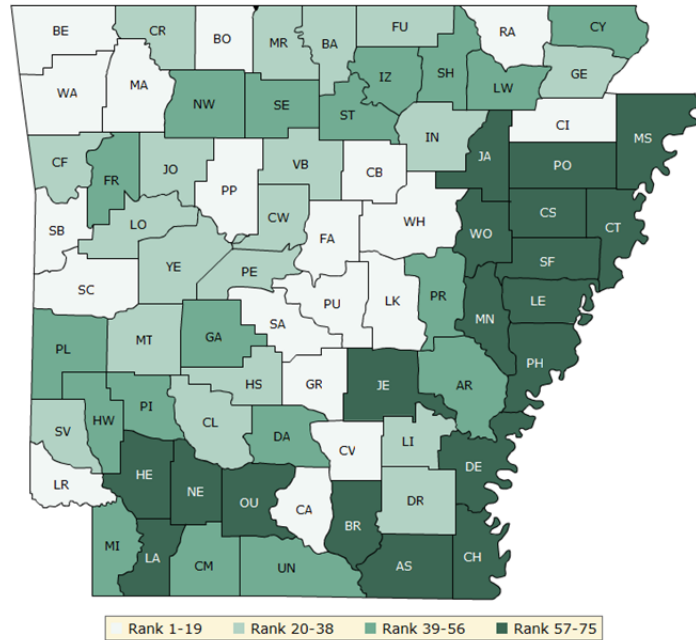 BE CR BO MR BA FU RA CY
WA MA NW SE ST IZ SH LW GE
CF FR JO PP VB CB IN JA CI PO MS
SB LO CW FA WH WO CS CT
SC YE PE SA PU LK PR MN SF LE
PL MT GA HS GR JE AR PH
SV HW PI CL DA CV LI DE
LR HE NE OU CA BR DR
MI LA CM UN AS CH
Rank 1-19 Rank 20-38 Rank 39-56 Rank 57-75